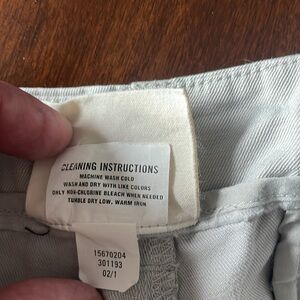 CLEANING INSTRUCTIONS
MACHINE WASH COLD
WASH AND DRY WITH LIKE COLORS
ONLY NON-CHLORINE BLEACH WHEN NEEDED
TUMBLE DRY LOW. WARM IRON
15670204
301193
02/1